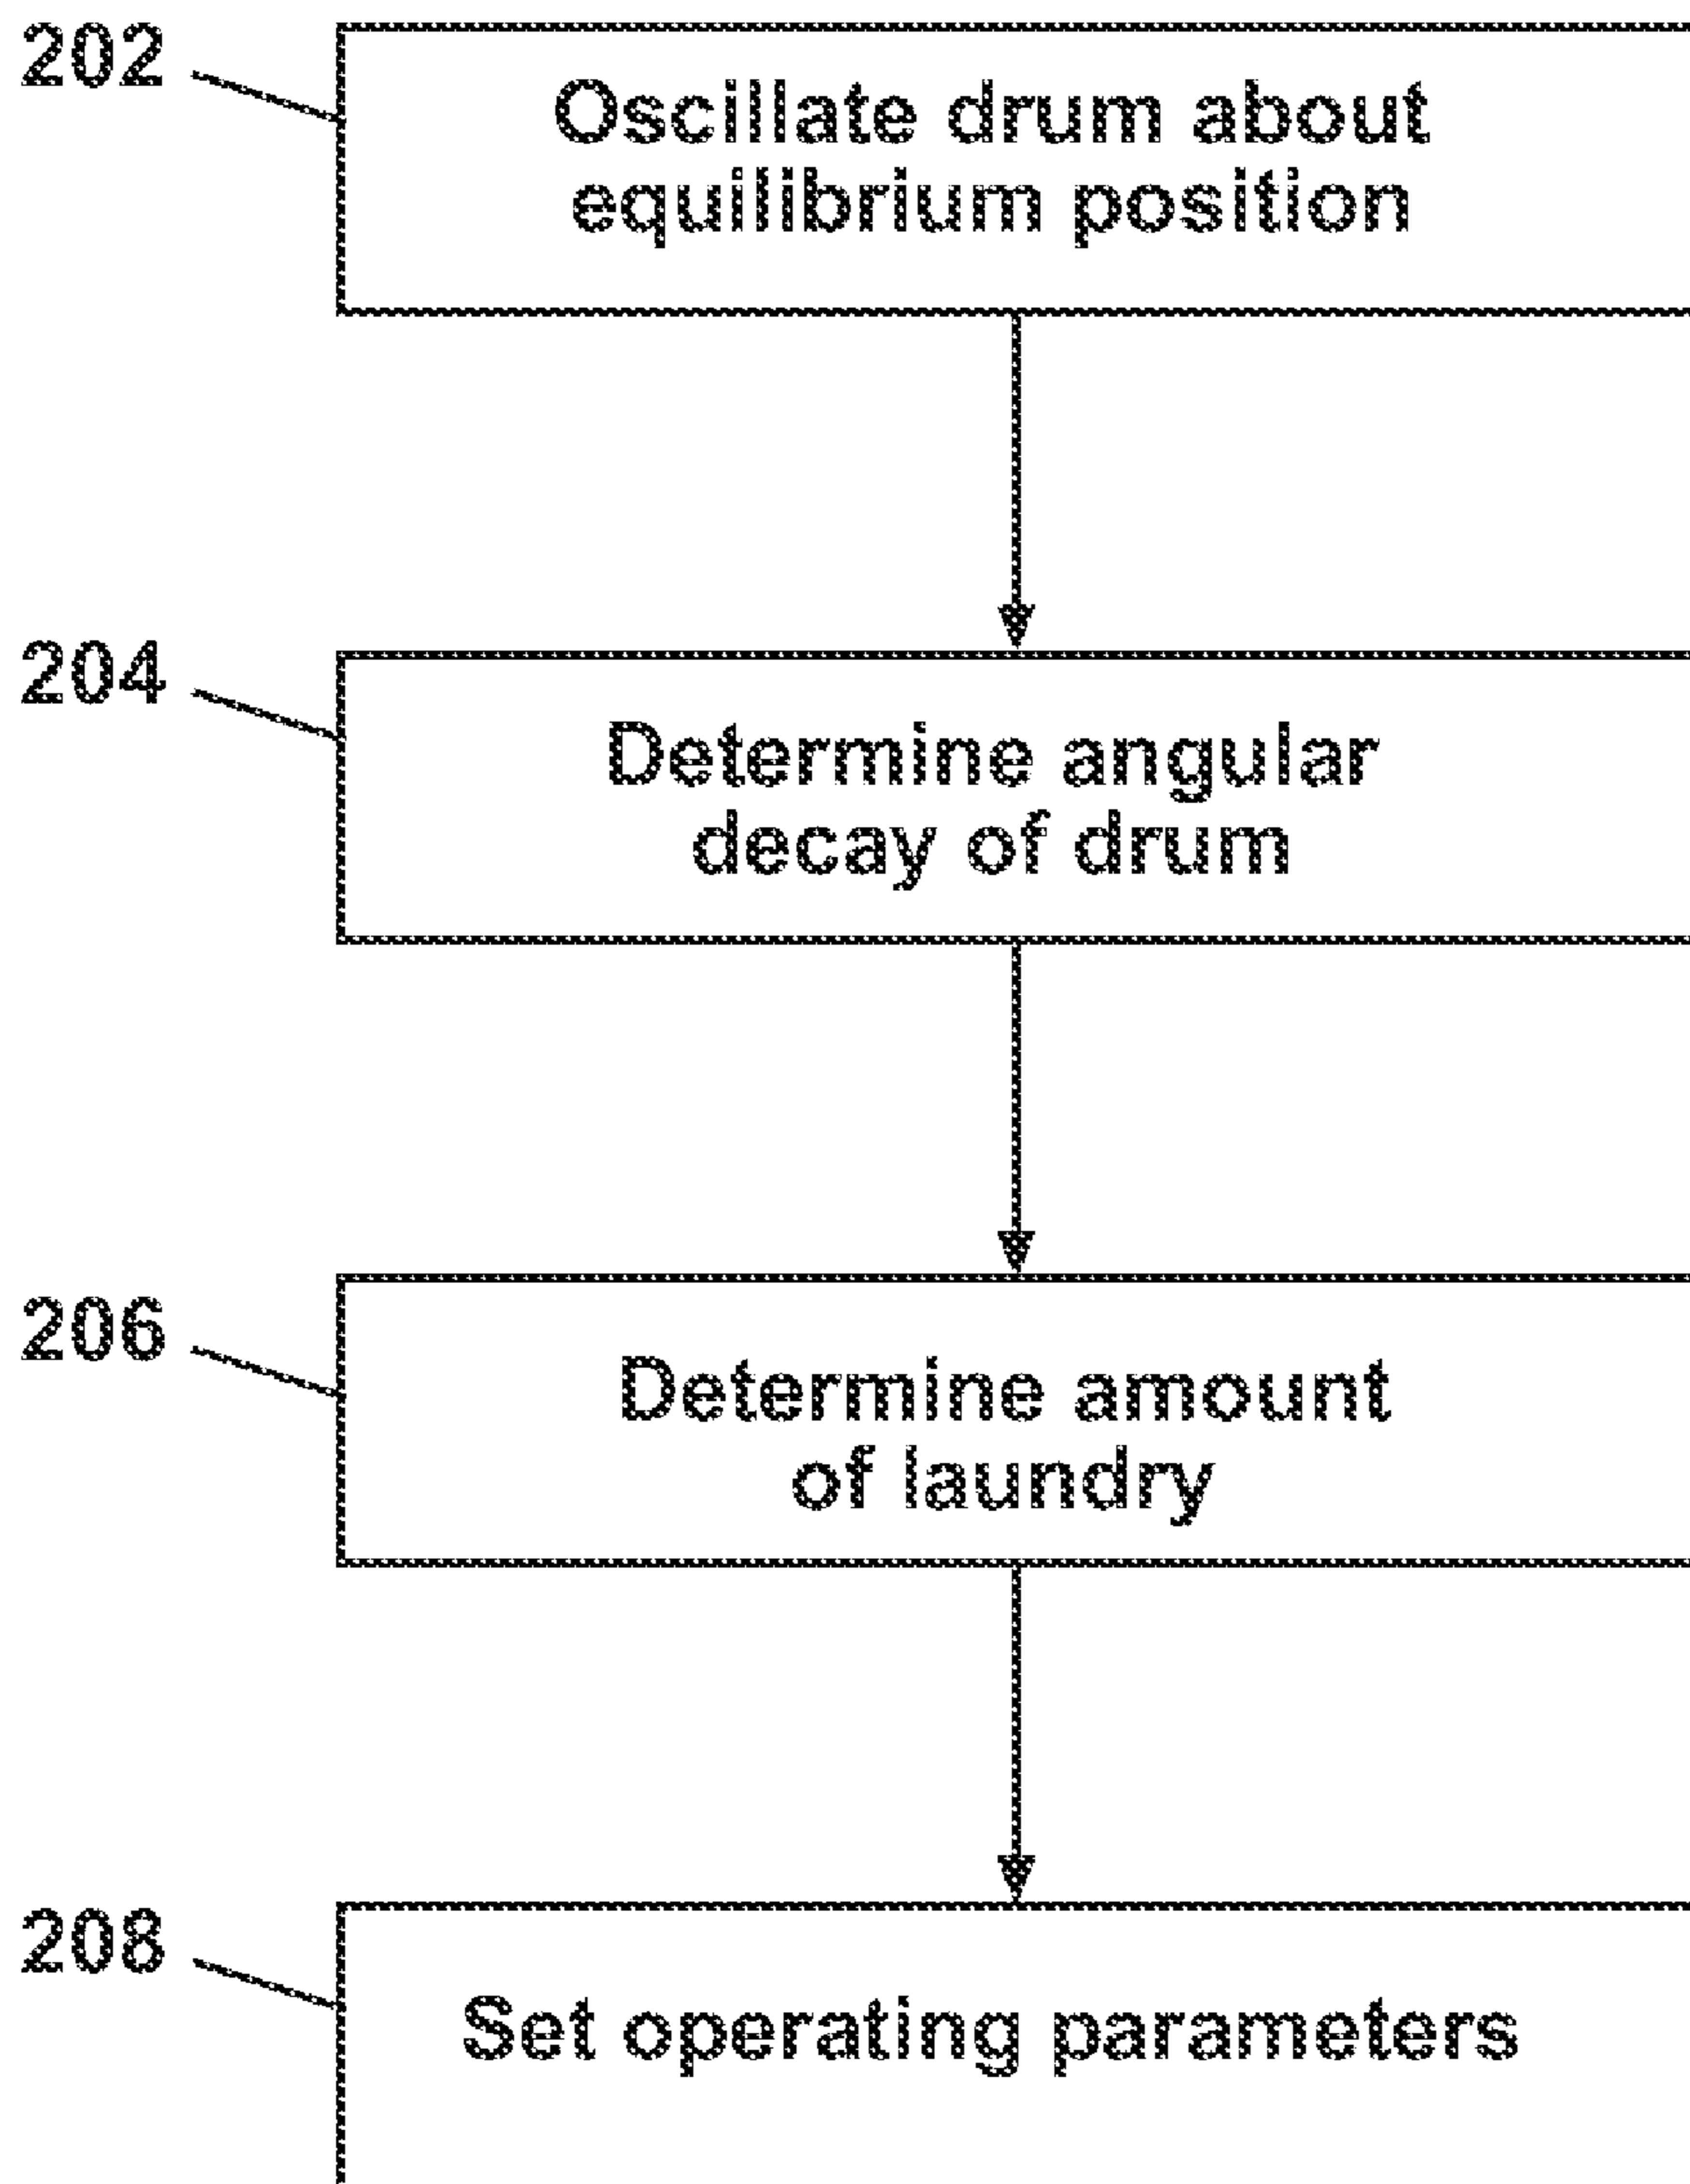 202
Oscillate drum about
equilibrium position
204
Determine angular
decay of drum
206
Determine amount
of laundry
208
Set operating parameters